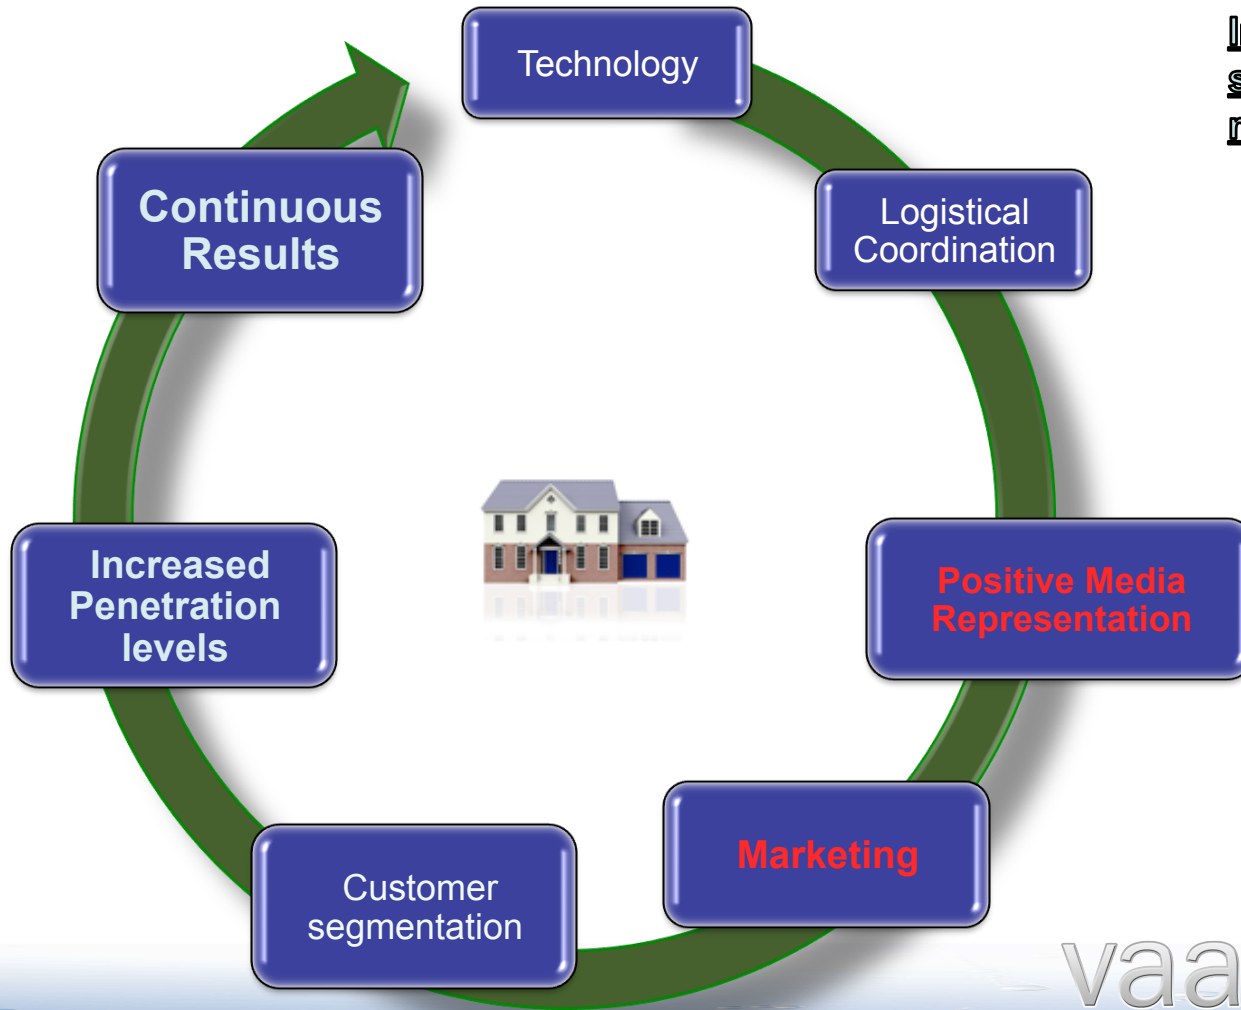 Technology
Logistical
Coordination
Positive Media
Representation
Marketing
Customer
segmentation
Increased
Penetration
levels
Continuous
Results
vaa